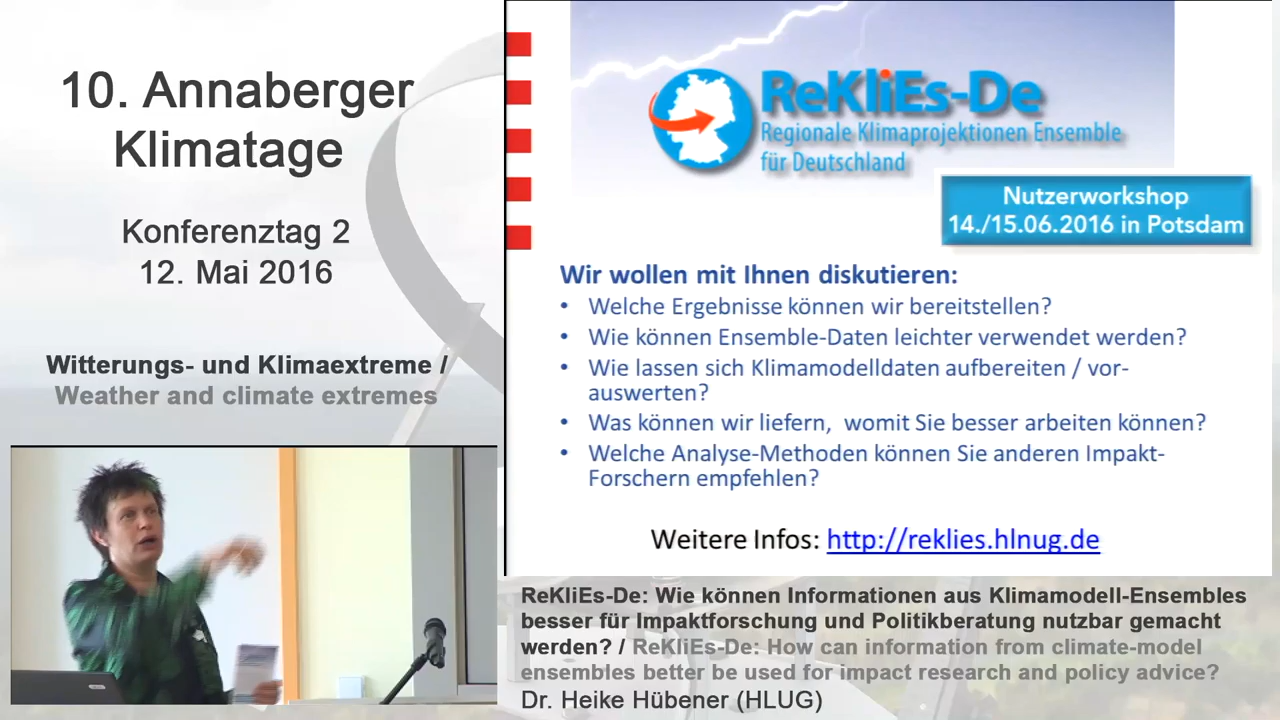 10. Annaberger
Klimatage
Konferenztag 2
12. Mai 2016
Witterungs- und Klimaextreme /
Weather and climate extremes
ReKliEs-De
Regionale Klimaprojektionen Ensemble
für Deutschland
Nutzerworkshop
14./15.06.2016 in Potsdam
Wir wollen mit Ihnen diskutieren:
• Welche Ergebnisse können wir bereitstellen?
• Wie können Ensemble-Daten leichter verwendet werden?
• Wie lassen sich Klimamodelldaten aufbereiten / vor-
auswerten?
• Was können wir liefern, womit Sie besser arbeiten können?
• Welche Analyse-Methoden können Sie anderen Impakt-
Forschern empfehlen?
Weitere Infos: http://reklies.hlnug.de
ReKliEs-De: Wie können Informationen aus Klimamodell-Ensembles
besser für Impaktforschung und Politikberatung nutzbar gemacht
werden? / ReKliEs-De: How can information from climate-model
ensembles better be used for impact research and policy advice?
Dr. Heike Hübener (HLUG)